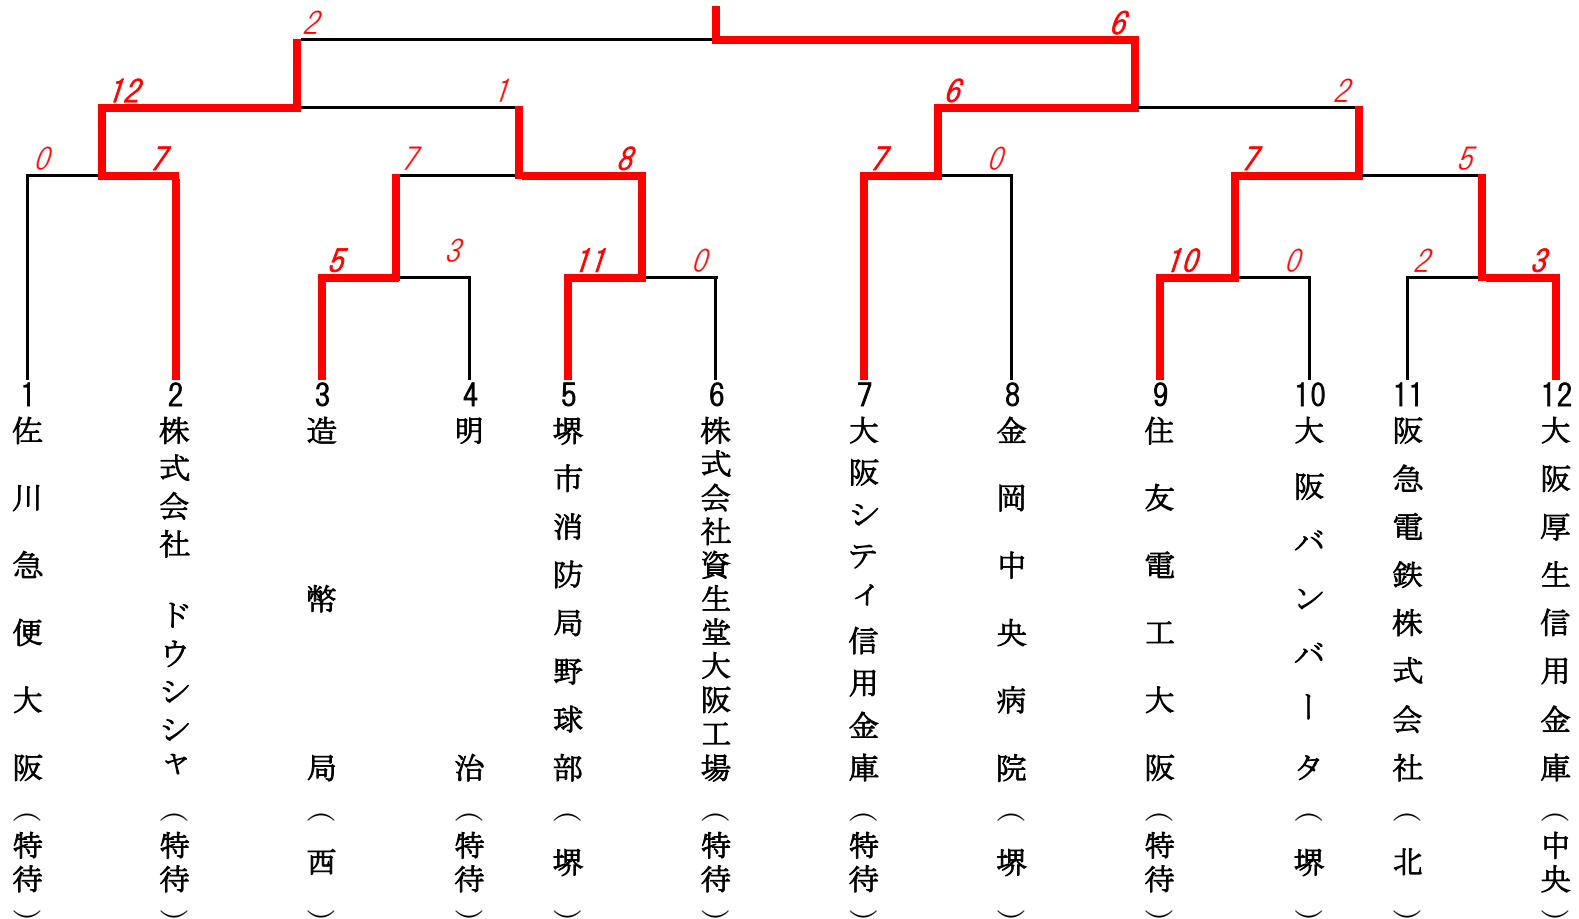 2 6
12 1 6 2
0 7 7 8 7 0 7 5
5 3 11 0 10 0 2 3
1 2 3 4 5 6 7 8 9 10 11 12
佐川急便大阪（特待）
株式会社 ドウシシャ（特待）
造幣局（西）
明治（特待）
堺市消防局野球部（堺）
株式会社資生堂大阪工場（特待）
大阪シティ信用金庫（特待）
金岡中央病院（堺）
住友電工大阪（特待）
大阪バンバータ（堺）
阪急電鉄株式会社（北）
大阪厚生信用金庫（中央）